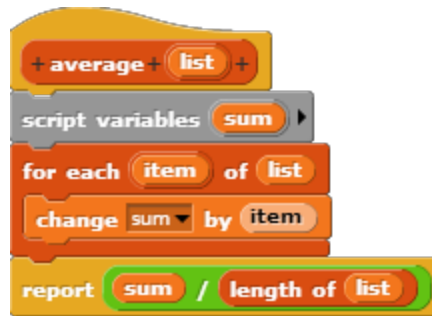 + average + list +
script variables sum
for each item of list
change sum by item
report sum / length of list